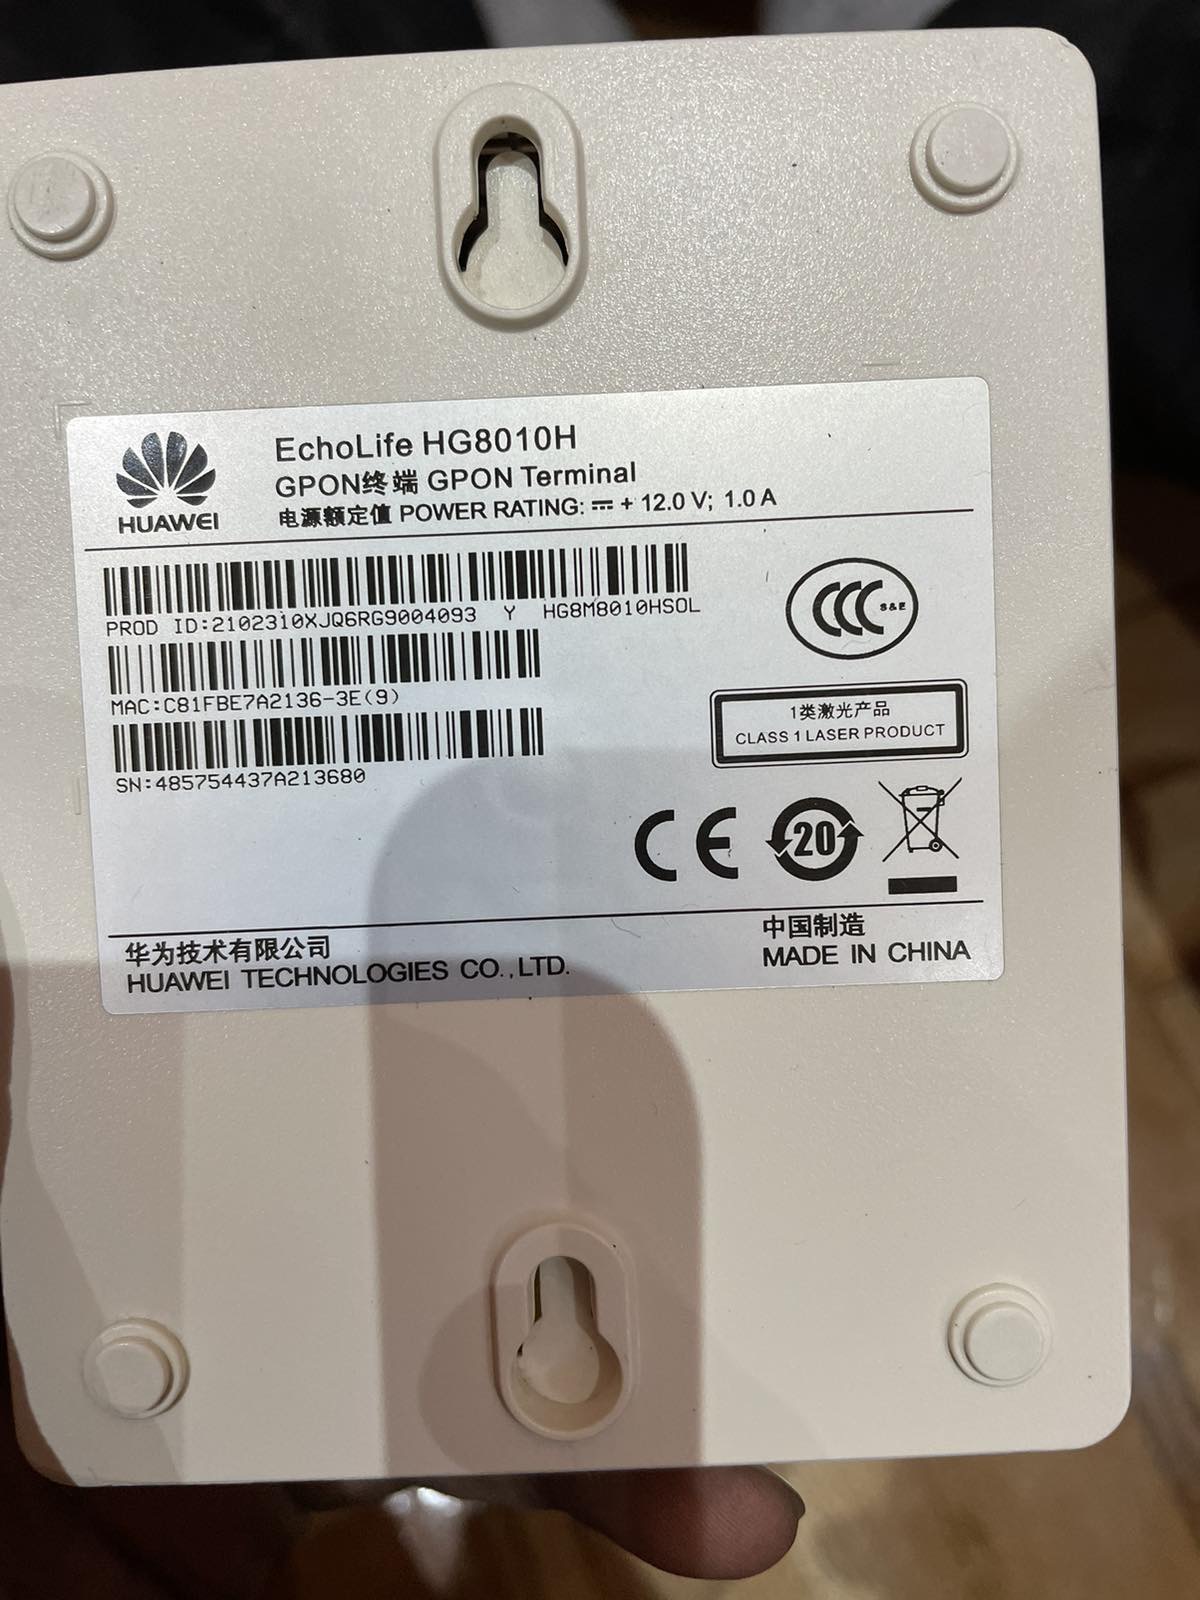 HUAWEI
EchoLife HG8010H
GPON终端 GPON Terminal
电源额定值 POWER RATING: ⎓ + 12.0 V; 1.0 A
PROD ID:2102310XJQ6RG9004093 Y HG8M8010HSOL
MAC:C81FBE7A2136-3E(9)
SN:485754437A213680
CCC S&E
1类激光产品
CLASS 1 LASER PRODUCT
CE 20
华为技术有限公司
HUAWEI TECHNOLOGIES CO.,LTD.
中国制造
MADE IN CHINA